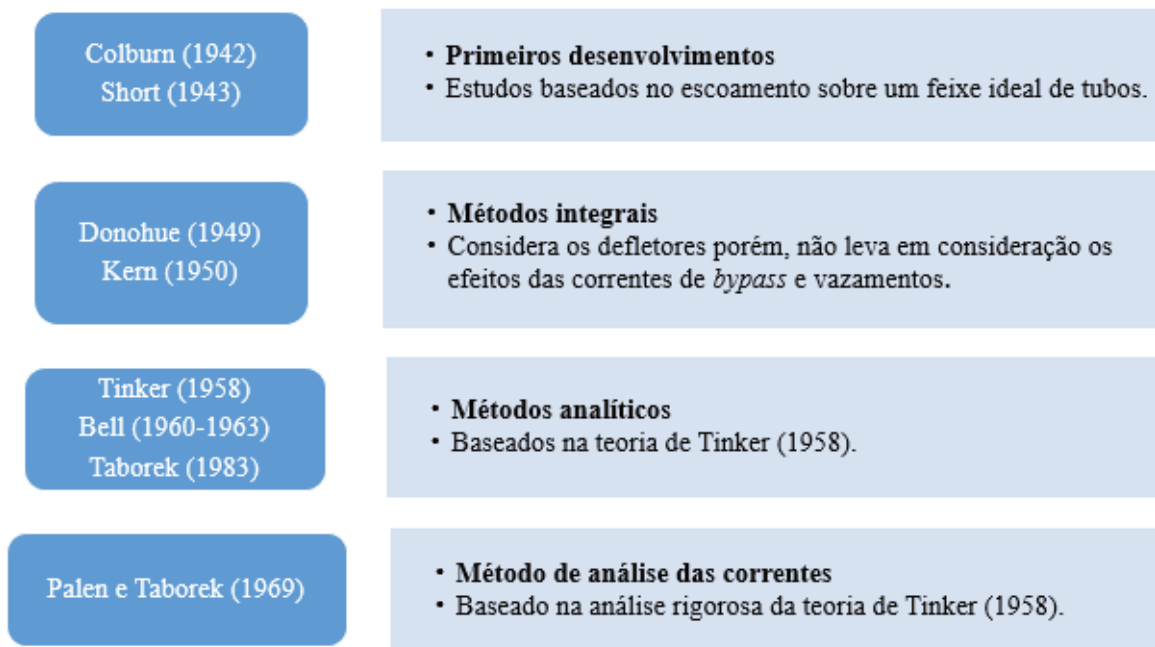 Colburn (1942)
Short (1943)
• Primeiros desenvolvimentos
• Estudos baseados no escoamento sobre um feixe ideal de tubos.
Donohue (1949)
Kern (1950)
• Métodos integrais
• Considera os defletores porém, não leva em consideração os
efeitos das correntes de bypass e vazamentos.
Tinker (1958)
Bell (1960-1963)
Taborek (1983)
• Métodos analíticos
• Baseados na teoria de Tinker (1958).
Palen e Taborek (1969)
• Método de análise das correntes
• Baseado na análise rigorosa da teoria de Tinker (1958).